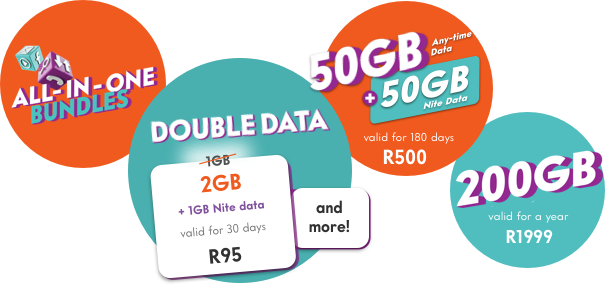 ALL-IN-ONE
BUNDLES
DOUBLE DATA
1GB
2GB
+ 1GB Nite data
valid for 30 days
R95
and
more!
50GB
Any-time
Data
+50GB
Nite Data
valid for 180 days
R500
200GB
valid for a year
R1999